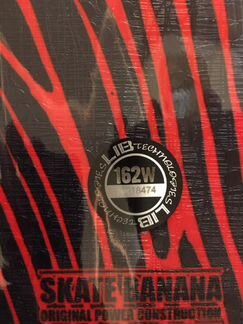 LIB TECHNOLOGIES
162W
LIB TECHNOLOGIES
SKATE BANANA
ORIGINAL POWER CONSTRUCTION